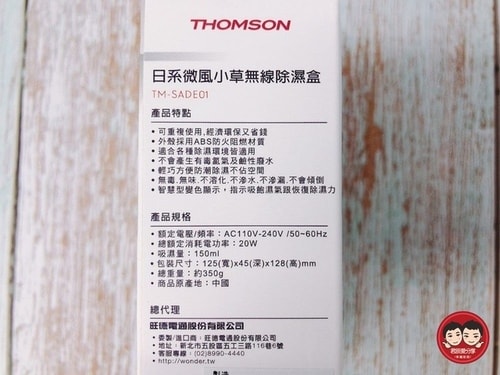 THOMSON
日系微風小草無線除濕盒
TM-SADE01
產品特點
•可重複使用,經濟環保又省錢
•外殼採用ABS防火阻燃材質
•適合各種除濕環境皆適用
•不會產生有毒氣氣及鹼性廢水
•輕巧方便防潮除濕不佔空間
•無毒.無味.不溶化.不滲水.不滲漏.不會傾倒
•智慧型變色顯示，指示吸飽濕氣跟恢復除濕力
產品規格
•額定電壓/頻率：AC110V-240V /50~60Hz
•總額定消耗電功率：20W
•吸濕量：150ml
•包裝尺寸：125(寬)x45(深)x128(高)mm
•總重量：約350g
•商品原產地：中國
總代理
旺德電通股份有限公司
•委製/進口商：旺德電通股份有限公司
•地址：新北市五股區五工三路116巷6號
•客服專線：(02)8990-4440
•http://wonder.tw